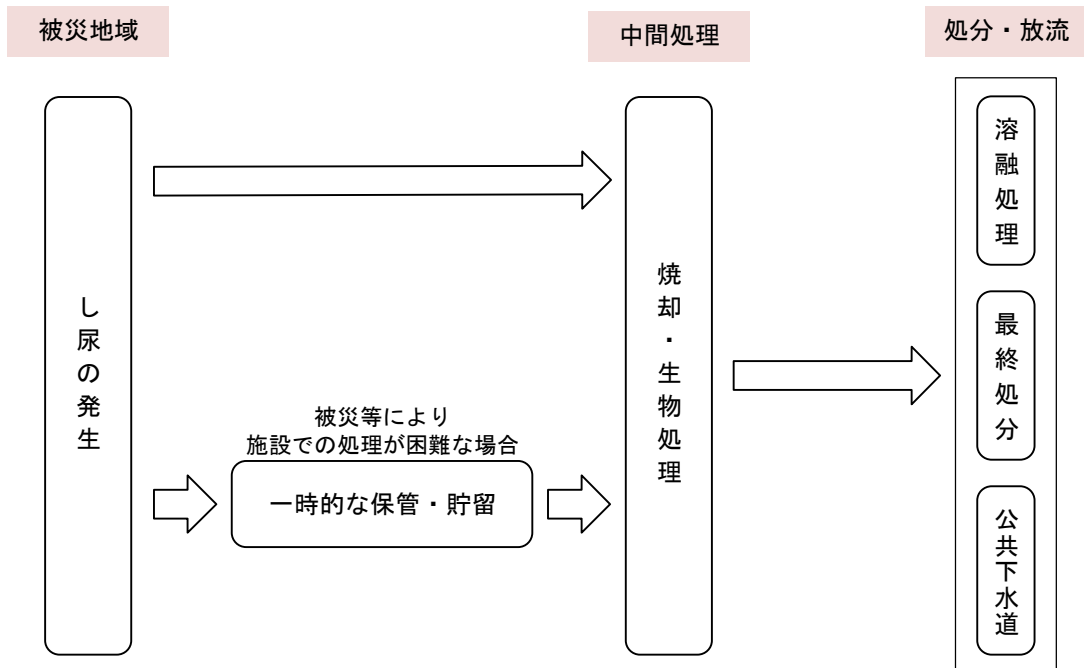 被災地域
中間処理
処分・放流
し尿の発生
被災等により
施設での処理が困難な場合
一時的な保管・貯留
焼却・生物処理
溶融処理
最終処分
公共下水道